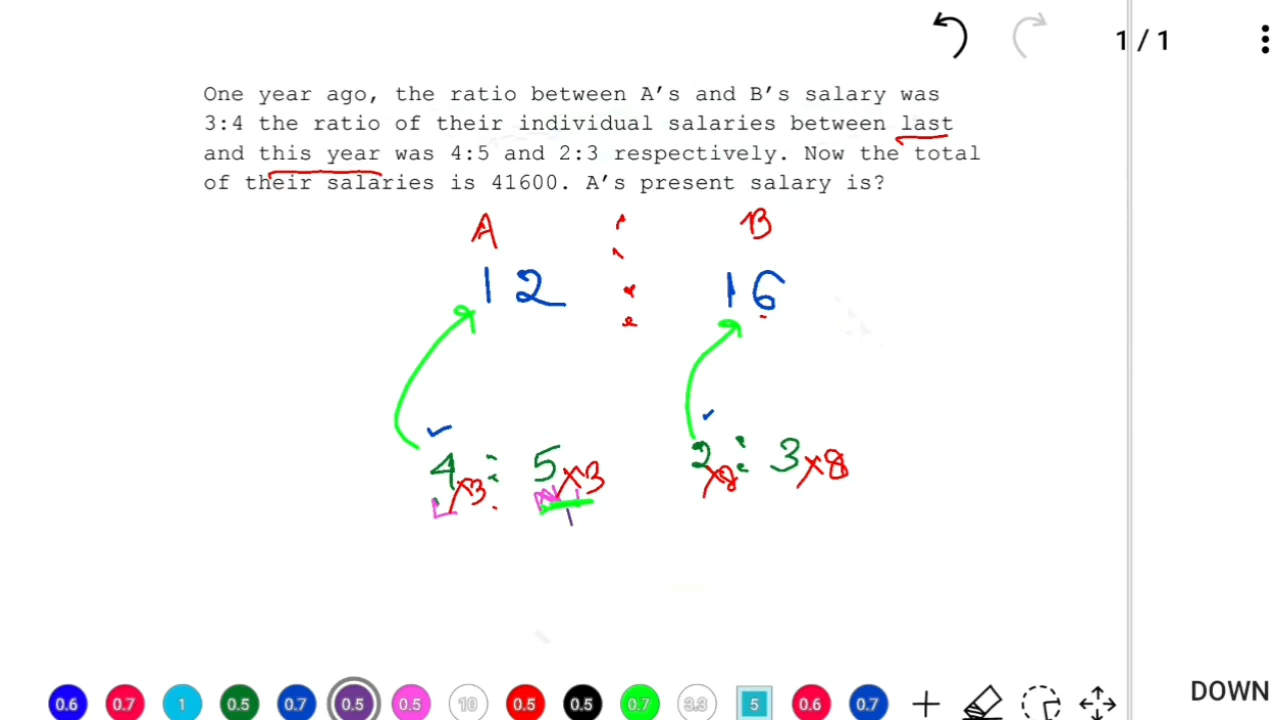 1 / 1
One year ago, the ratio between A's and B's salary was
3:4 the ratio of their individual salaries between last
and this year was 4:5 and 2:3 respectively. Now the total
of their salaries is 41600. A's present salary is?
A B
12 16
4 : 5 2 : 3
×3 ×3 ×8 ×8
0.6 0.7 1 0.5 0.7 0.5 0.5 10 0.5 0.5 0.7 3.3 5 0.6 0.7 DOWN